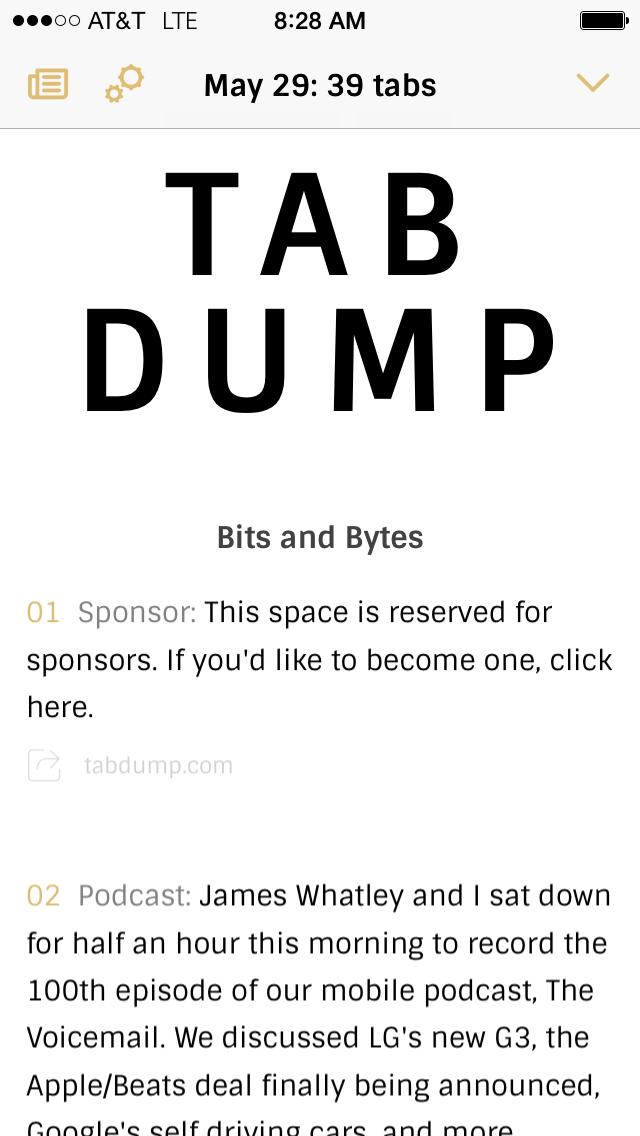 AT&T LTE 8:28 AM
May 29: 39 tabs
TAB
DUMP
Bits and Bytes
01 Sponsor: This space is reserved for
sponsors. If you'd like to become one, click
here.
tabdump.com
02 Podcast: James Whatley and I sat down
for half an hour this morning to record the
100th episode of our mobile podcast, The
Voicemail. We discussed LG's new G3, the
Apple/Beats deal finally being announced,
Google's self driving cars, and more.